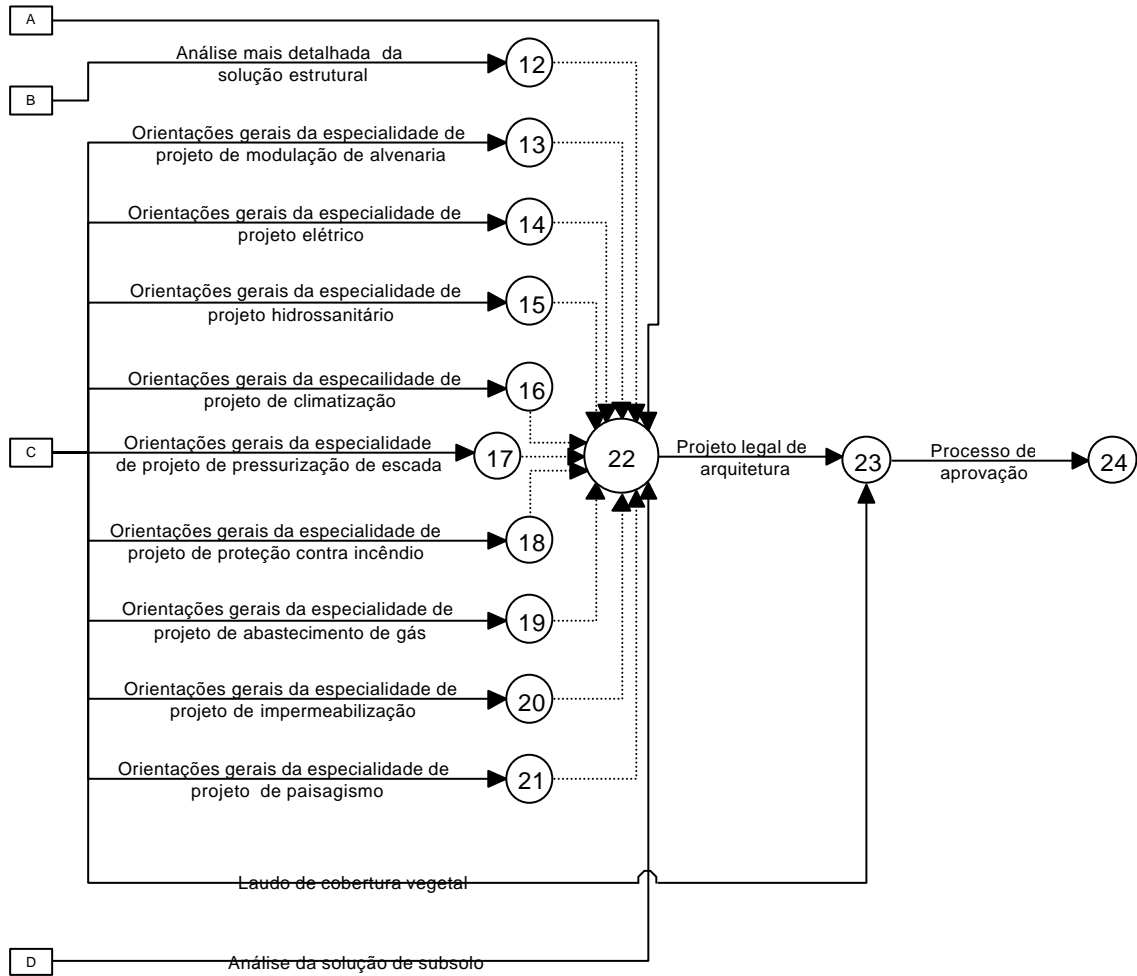 A
Análise mais detalhada da
solução estrutural
12
B
Orientações gerais da especialidade de
projeto de modulação de alvenaria
13
Orientações gerais da especialidade de
projeto elétrico
14
Orientações gerais da especialidade de
projeto hidrossanitário
15
Orientações gerais da especailidade de
projeto de climatização
16
C
Orientações gerais da especialidade
de projeto de pressurização de escada
17
22
Projeto legal de
arquitetura
23
Processo de
aprovação
24
Orientações gerais da especialidade de
projeto de proteção contra incêndio
18
Orientações gerais da especialidade de
projeto de abastecimento de gás
19
Orientações gerais da especialidade de
projeto de impermeabilização
20
Orientações gerais da especialidade de
projeto de paisagismo
21
Laudo de cobertura vegetal
D
Análise da solução de subsolo